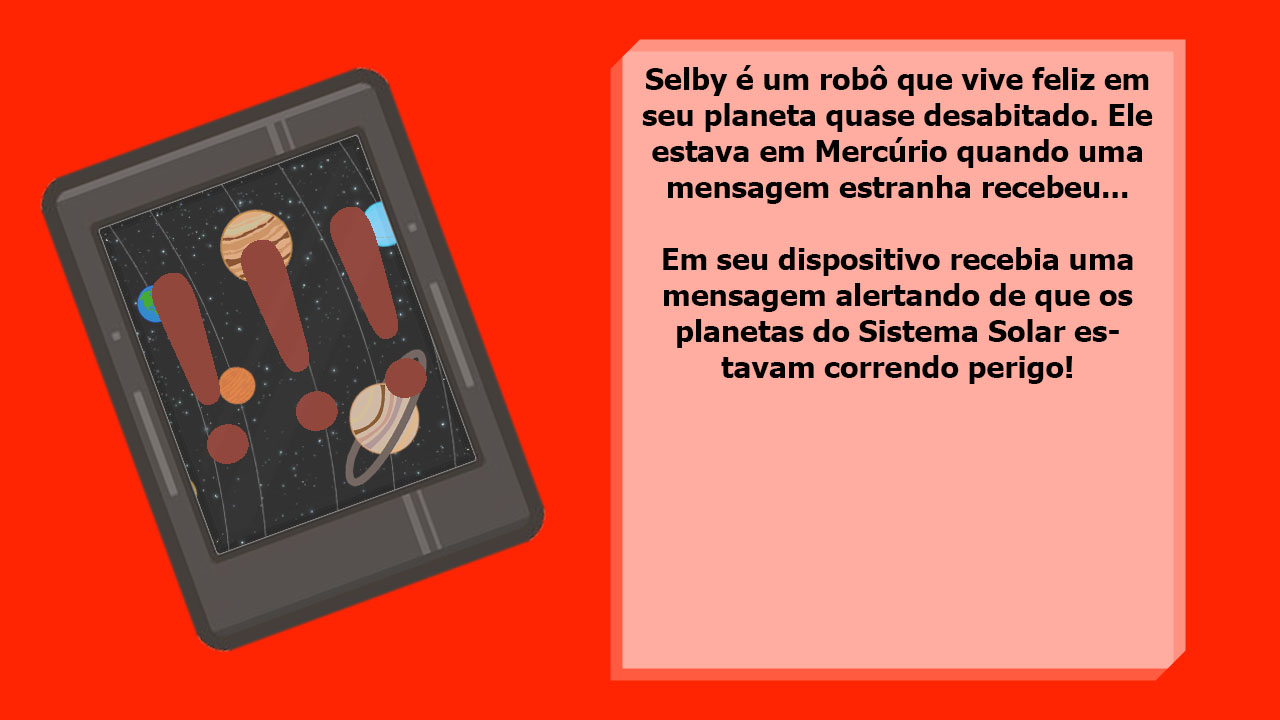 Selby é um robô que vive feliz em
seu planeta quase desabitado. Ele
estava em Mercúrio quando uma
mensagem estranha recebeu...
Em seu dispositivo recebia uma
mensagem alertando de que os
planetas do Sistema Solar es-
tavam correndo perigo!